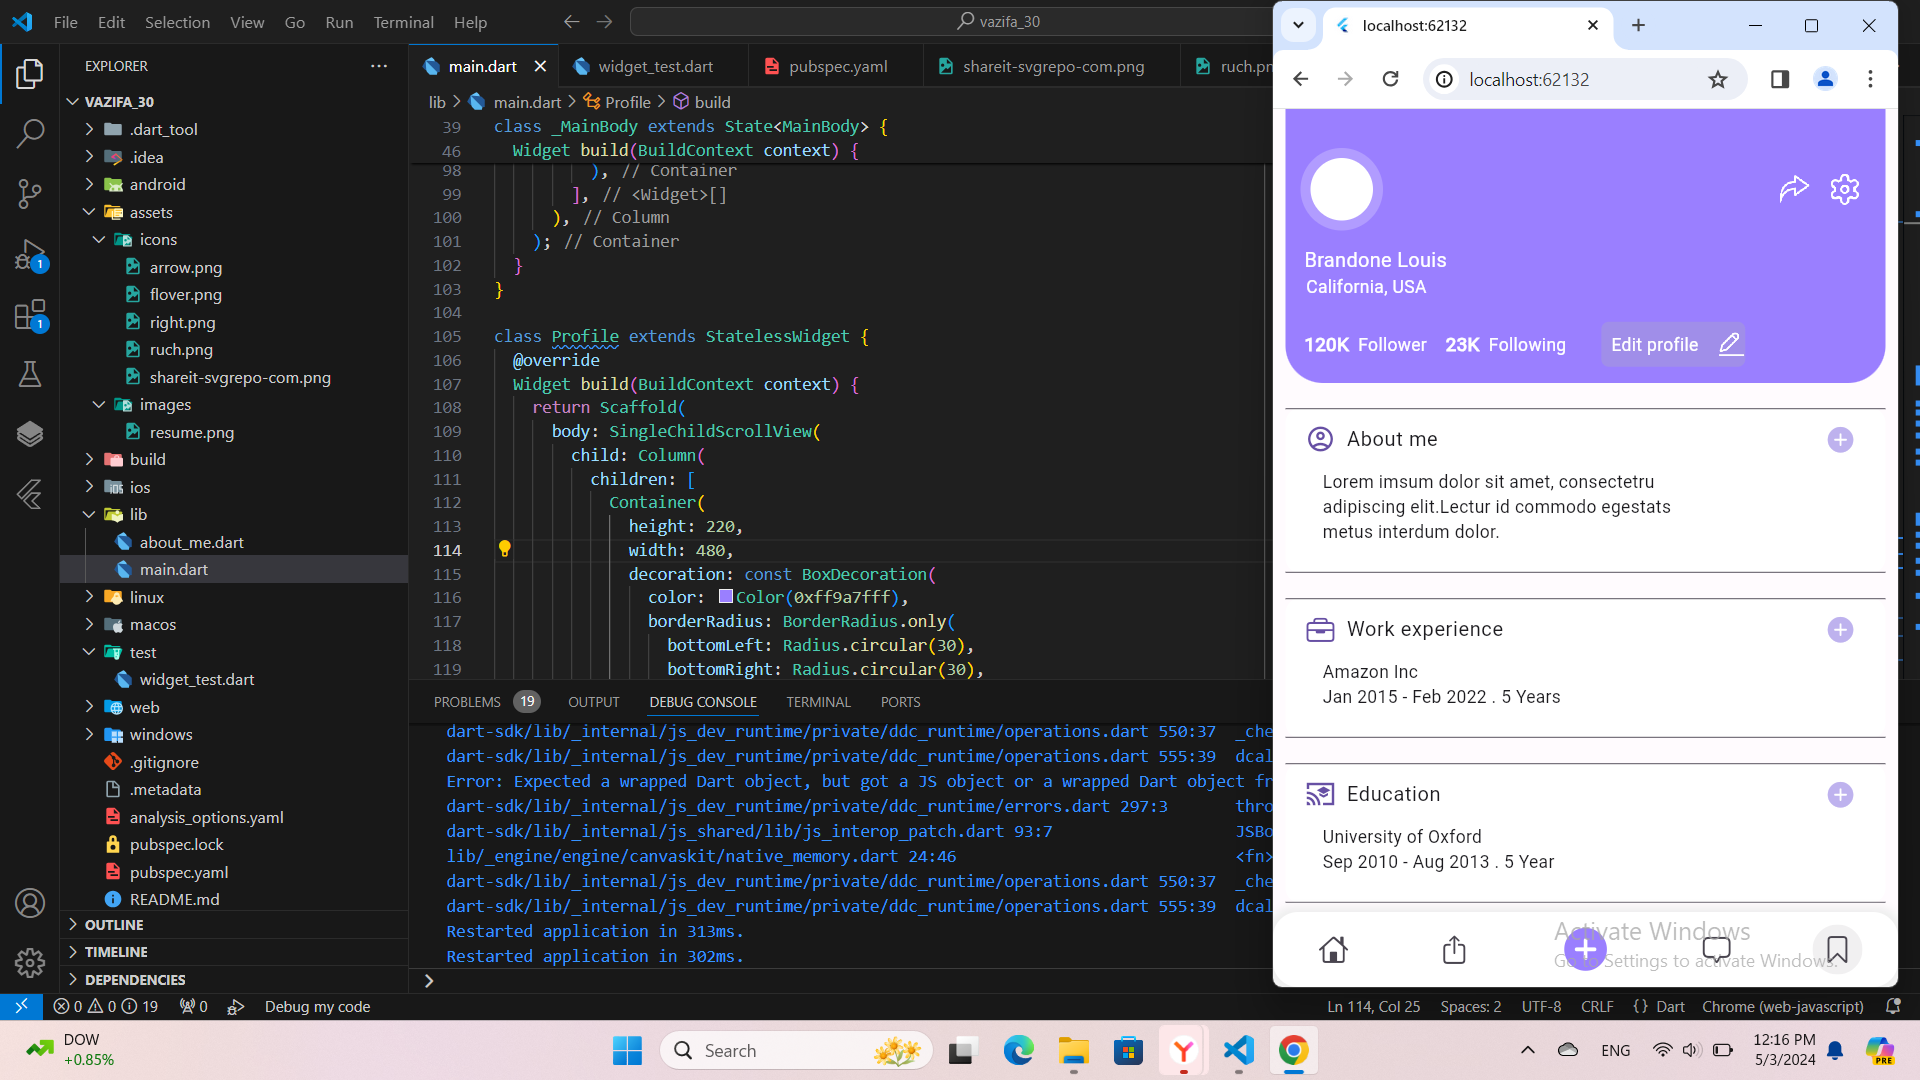 File Edit Selection View Go Run Terminal Help
vazifa_30
EXPLORER
VAZIFA_30
.dart_tool
.idea
android
assets
icons
arrow.png
flover.png
right.png
ruch.png
shareit-svgrepo-com.png
images
resume.png
build
ios
lib
about_me.dart
main.dart
linux
macos
test
widget_test.dart
web
windows
.gitignore
.metadata
analysis_options.yaml
pubspec.lock
pubspec.yaml
README.md
OUTLINE
TIMELINE
DEPENDENCIES
main.dart widget_test.dart pubspec.yaml shareit-svgrepo-com.png ruch.pn
lib > main.dart > Profile > build
39 class _MainBody extends State<MainBody> {
46 Widget build(BuildContext context) {
98 ), // Container
99 ], // <Widget>[]
100 ), // Column
101 ); // Container
102 }
103 }
104
105 class Profile extends StatelessWidget {
106 @override
107 Widget build(BuildContext context) {
108 return Scaffold(
109 body: SingleChildScrollView(
110 child: Column(
111 children: [
112 Container(
113 height: 220,
114 width: 480,
115 decoration: const BoxDecoration(
116 color: Color(0xff9a7fff),
117 borderRadius: BorderRadius.only(
118 bottomLeft: Radius.circular(30),
119 bottomRight: Radius.circular(30),
PROBLEMS 19 OUTPUT DEBUG CONSOLE TERMINAL PORTS
dart-sdk/lib/_internal/js_dev_runtime/private/ddc_runtime/operations.dart 550:37 _che
dart-sdk/lib/_internal/js_dev_runtime/private/ddc_runtime/operations.dart 555:39 dcal
Error: Expected a wrapped Dart object, but got a JS object or a wrapped Dart object fr
dart-sdk/lib/_internal/js_dev_runtime/private/ddc_runtime/errors.dart 297:3 thro
dart-sdk/lib/_internal/js_shared/lib/js_interop_patch.dart 93:7 JSBo
lib/_engine/engine/canvaskit/native_memory.dart 24:46 <fn>
dart-sdk/lib/_internal/js_dev_runtime/private/ddc_runtime/operations.dart 550:37 _che
dart-sdk/lib/_internal/js_dev_runtime/private/ddc_runtime/operations.dart 555:39 dcal
Restarted application in 313ms.
Restarted application in 302ms.
localhost:62132
localhost:62132
Brandone Louis
California, USA
120K Follower 23K Following Edit profile
About me
Lorem imsum dolor sit amet, consectetru
adipiscing elit.Lectur id commodo egestats
metus interdum dolor.
Work experience
Amazon Inc
Jan 2015 - Feb 2022 . 5 Years
Education
University of Oxford
Sep 2010 - Aug 2013 . 5 Year
Activate Windows
Go to Settings to activate Windows.
0 0 19 0 Debug my code Ln 114, Col 25 Spaces: 2 UTF-8 CRLF {} Dart Chrome (web-javascript)
1
1
DOW
+0.85%
Search
ENG
12:16 PM
5/3/2024
PRE